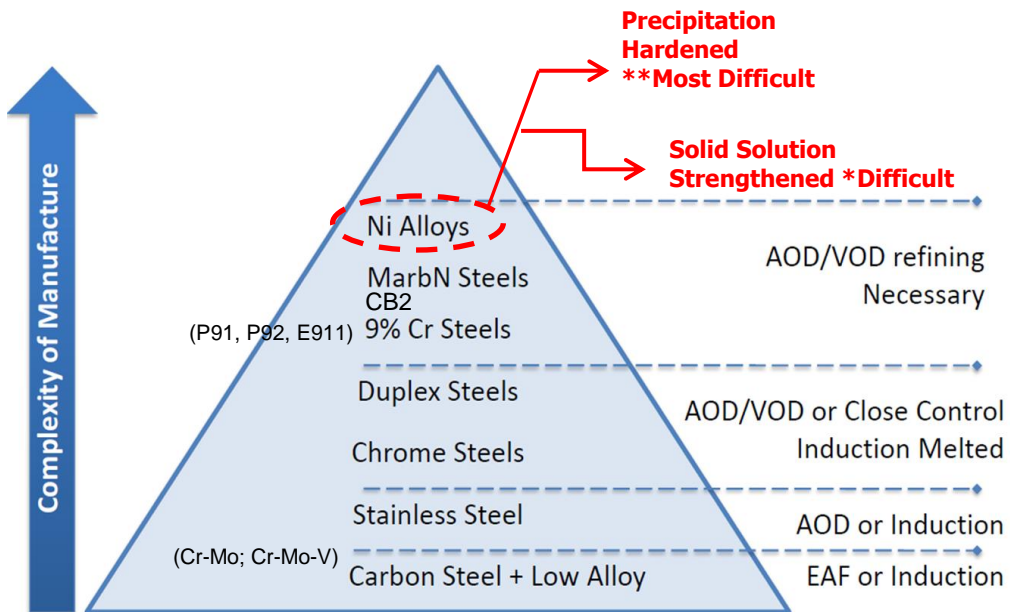 Precipitation
Hardened
**Most Difficult
Solid Solution
Strengthened *Difficult
Complexity of Manufacture
Ni Alloys
MarbN Steels
CB2
(P91, P92, E911) 9% Cr Steels
AOD/VOD refining
Necessary
Duplex Steels
Chrome Steels
AOD/VOD or Close Control
Induction Melted
Stainless Steel
AOD or Induction
(Cr-Mo; Cr-Mo-V)
Carbon Steel + Low Alloy
EAF or Induction